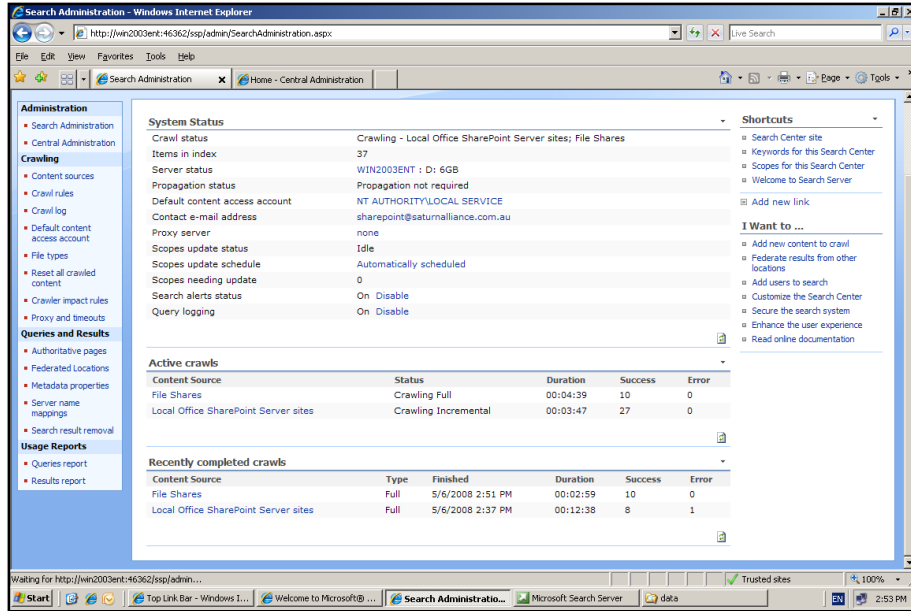 Search Administration - Windows Internet Explorer
http://win2003ent:46362/ssp/admin/SearchAdministration.aspx
Live Search
File Edit View Favorites Tools Help
Search Administration
Home - Central Administration
Page
Tools
Administration
Search Administration
Central Administration
Crawling
Content sources
Crawl rules
Crawl log
Default content
access account
File types
Reset all crawled
content
Crawler impact rules
Proxy and timeouts
Queries and Results
Authoritative pages
Federated Locations
Metadata properties
Server name
mappings
Search result removal
Usage Reports
Queries report
Results report
System Status
Crawl status Crawling - Local Office SharePoint Server sites; File Shares
Items in index 37
Server status WIN2003ENT : D: 6GB
Propagation status Propagation not required
Default content access account NT AUTHORITY\LOCAL SERVICE
Contact e-mail address sharepoint@saturnalliance.com.au
Proxy server none
Scopes update status Idle
Scopes update schedule Automatically scheduled
Scopes needing update 0
Search alerts status On Disable
Query logging On Disable
Active crawls
Content Source Status Duration Success Error
File Shares Crawling Full 00:04:39 10 0
Local Office SharePoint Server sites Crawling Incremental 00:03:47 27 0
Recently completed crawls
Content Source Type Finished Duration Success Error
File Shares Full 5/6/2008 2:51 PM 00:02:59 10 0
Local Office SharePoint Server sites Full 5/6/2008 2:37 PM 00:12:38 8 1
Shortcuts
Search Center site
Keywords for this Search Center
Scopes for this Search Center
Welcome to Search Server
Add new link
I Want to ...
Add new content to crawl
Federate results from other
locations
Add users to search
Customize the Search Center
Secure the search system
Enhance the user experience
Read online documentation
Waiting for http://win2003ent:46362/ssp/admin...
Trusted sites
100%
Start
Top Link Bar - Windows I...
Welcome to Microsoft® ...
Search Administratio...
Microsoft Search Server
data
EN
2:53 PM